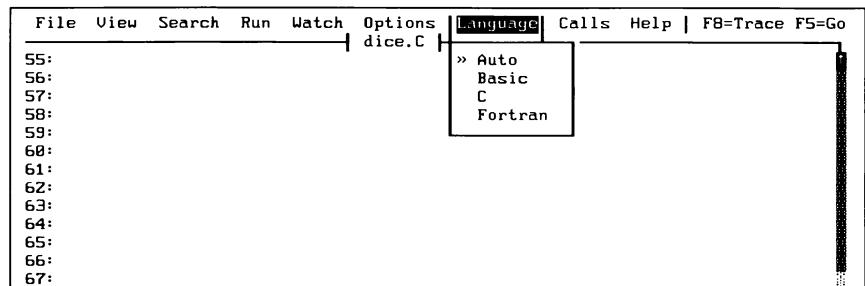 File View Search Run Watch Options Language Calls Help | F8=Trace F5=Go
dice.C
55:
» Auto
56:
Basic
57:
C
58:
Fortran
59:
60:
61:
62:
63:
64:
65:
66:
67: